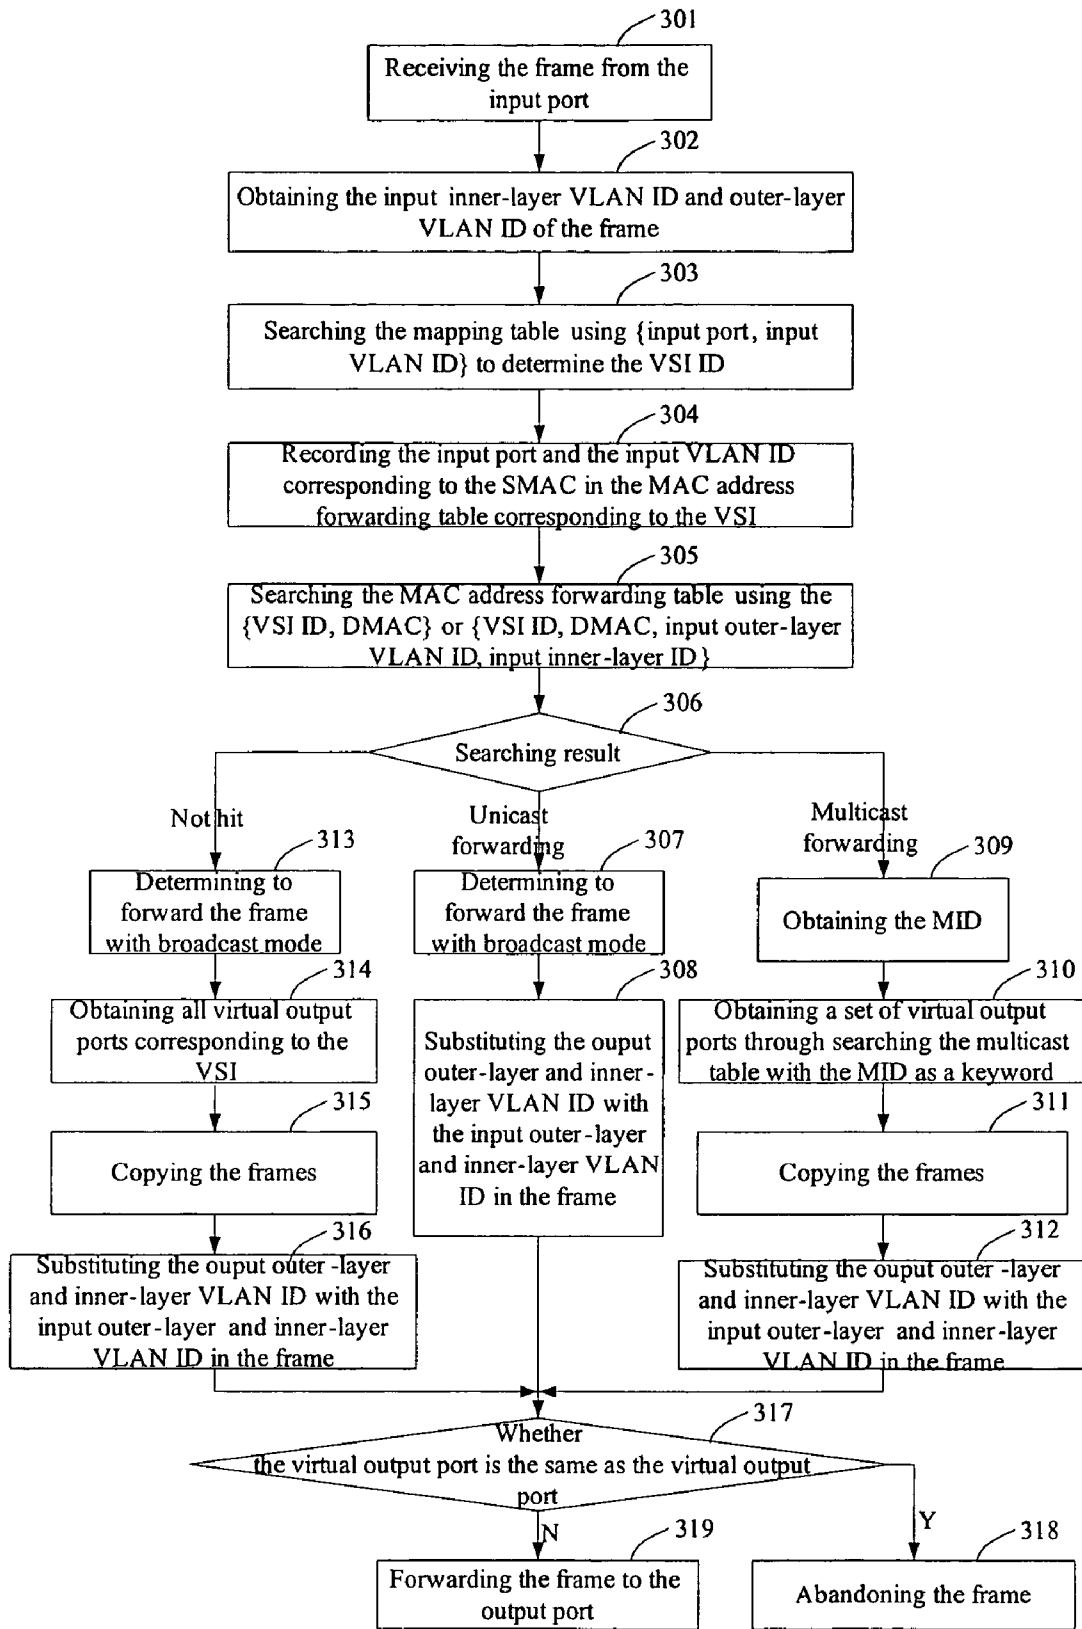 301
Receiving the frame from the
input port
302
Obtaining the input inner-layer VLAN ID and outer-layer
VLAN ID of the frame
303
Searching the mapping table using {input port, input
VLAN ID} to determine the VSI ID
304
Recording the input port and the input VLAN ID
corresponding to the SMAC in the MAC address
forwarding table corresponding to the VSI
305
Searching the MAC address forwarding table using the
{VSI ID, DMAC} or {VSI ID, DMAC, input outer-layer
VLAN ID, input inner-layer ID}
306
Searching result
Not hit
Unicast
forwarding
Multicast
forwarding
313
Determining to
forward the frame
with broadcast mode
307
Determining to
forward the frame
with broadcast mode
309
Obtaining the MID
314
Obtaining all virtual output
ports corresponding to the
VSI
308
Substituting the ouput
outer-layer and inner-
layer VLAN ID with
the input outer-layer
and inner-layer VLAN
ID in the frame
310
Obtaining a set of virtual output
ports through searching the multicast
table with the MID as a keyword
315
Copying the frames
311
Copying the frames
316
Substituting the ouput outer-layer
and inner-layer VLAN ID with the
input outer-layer and inner-layer
VLAN ID in the frame
312
Substituting the ouput outer-layer
and inner-layer VLAN ID with the
input outer-layer and inner-layer
VLAN ID in the frame
317
Whether
the virtual output port is the same as the virtual output
port
N
Y
319
Forwarding the frame to the
output port
318
Abandoning the frame